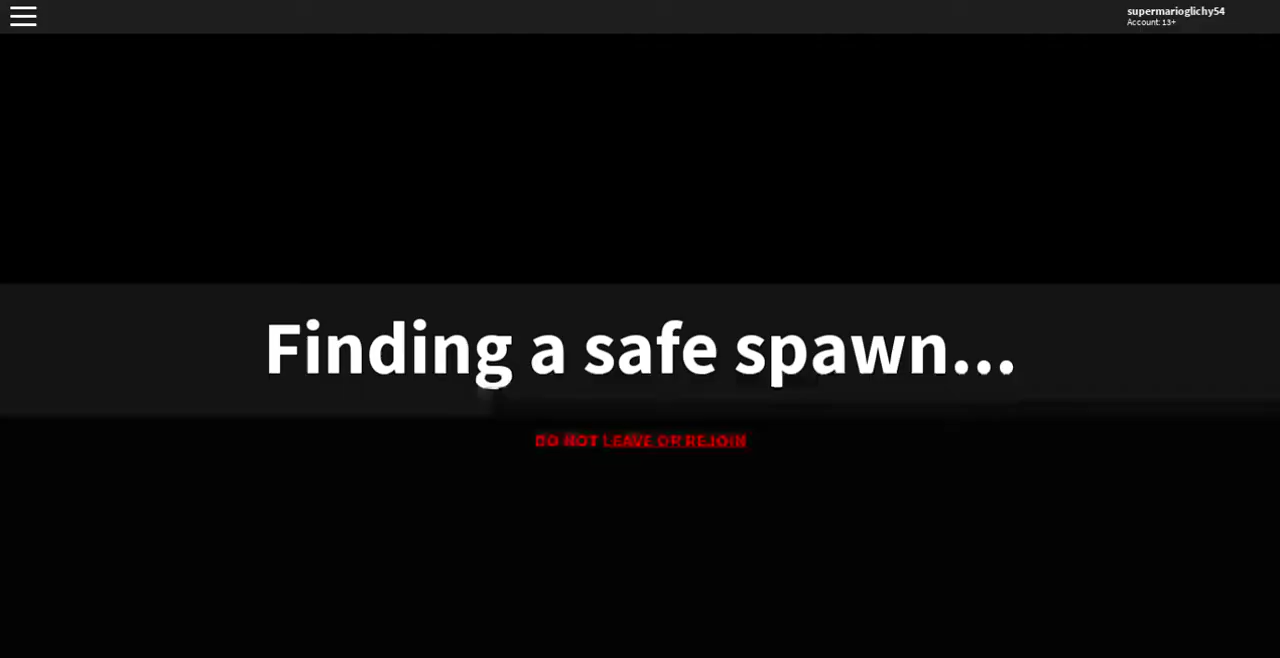 supermarioglichy54
Account: 13+
Finding a safe spawn...
DO NOT LEAVE OR REJOIN